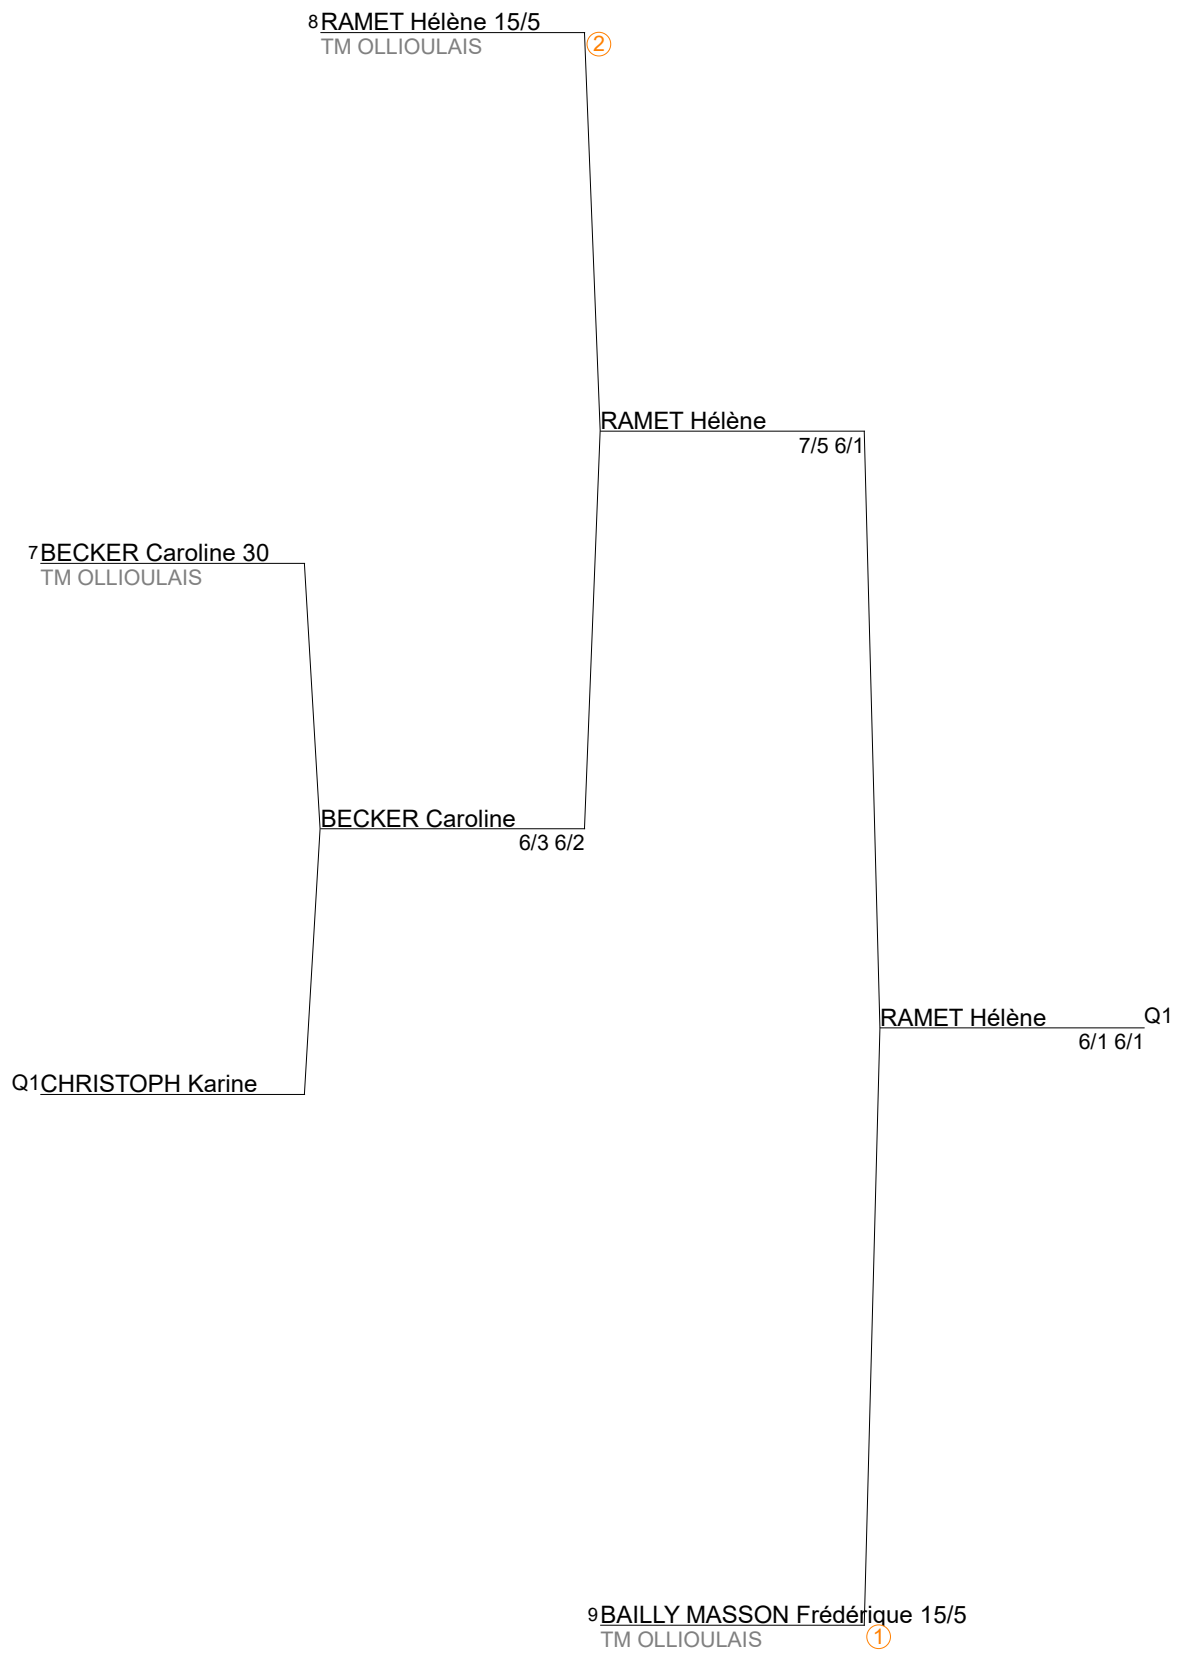 8 RAMET Hélène 15/5
TM OLLIOULAIS
2
RAMET Hélène
7/5 6/1
7 BECKER Caroline 30
TM OLLIOULAIS
BECKER Caroline
6/3 6/2
RAMET Hélène Q1
6/1 6/1
Q1 CHRISTOPH Karine
9 BAILLY MASSON Frédérique 15/5
TM OLLIOULAIS
1